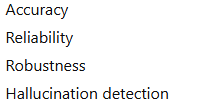 Accuracy
Reliability
Robustness
Hallucination detection